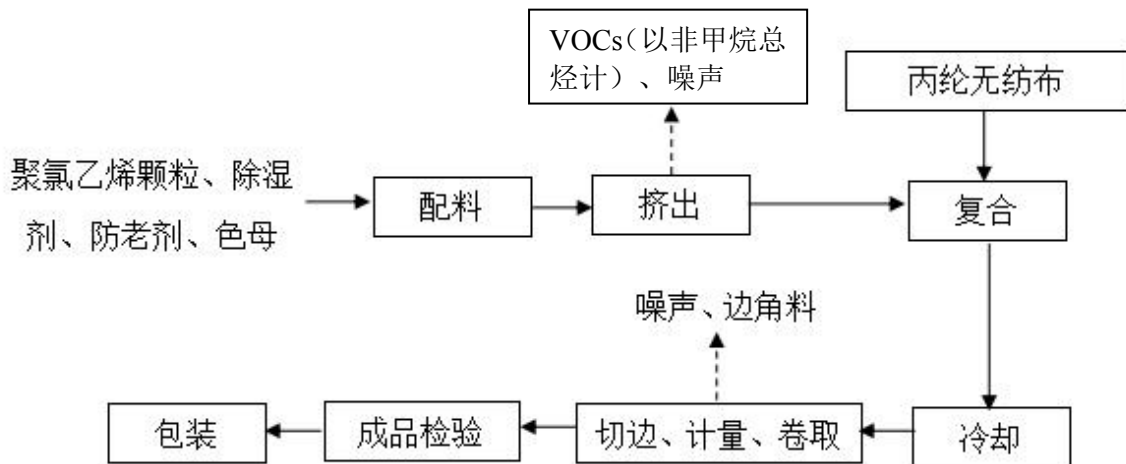 VOCs（以非甲烷总
烃计）、噪声
丙纶无纺布
聚氯乙烯颗粒、除湿
剂、防老剂、色母
配料
挤出
复合
噪声、边角料
包装
成品检验
切边、计量、卷取
冷却